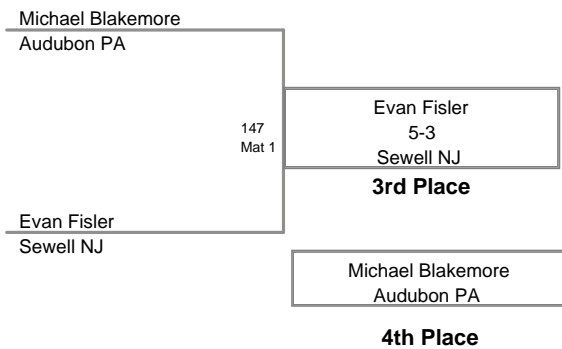 Michael Blakemore
Audubon PA
147
Mat 1
Evan Fisler
5-3
Sewell NJ
3rd Place
Evan Fisler
Sewell NJ
Michael Blakemore
Audubon PA
4th Place